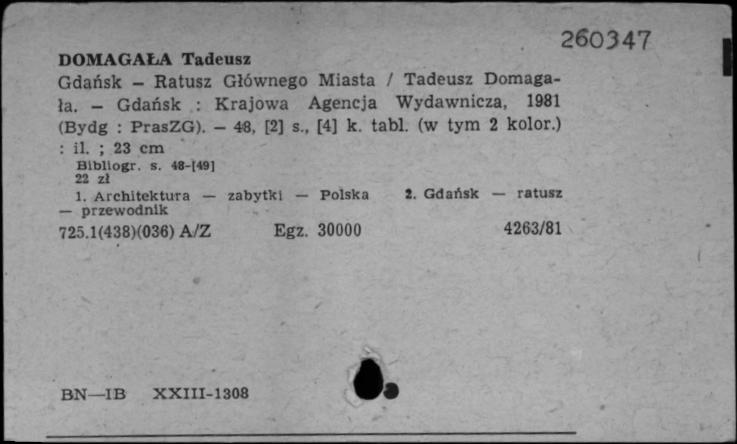 260347
DOMAGAŁA Tadeusz
Gdańsk — Ratusz Głównego Miasta / Tadeusz Domaga-
ła. — Gdańsk : Krajowa Agencja Wydawnicza, 1981
(Bydg : PrasZG). — 48, [2] s., [4] k. tabl. (w tym 2 kolor.)
: il. ; 23 cm
Bibliogr. s. 48-[49]
22 zł
1. Architektura — zabytki — Polska 2. Gdańsk — ratusz
— przewodnik
725.1(438)(036) A/Z Egz. 30000 4263/81
BN—IB XXIII-1308